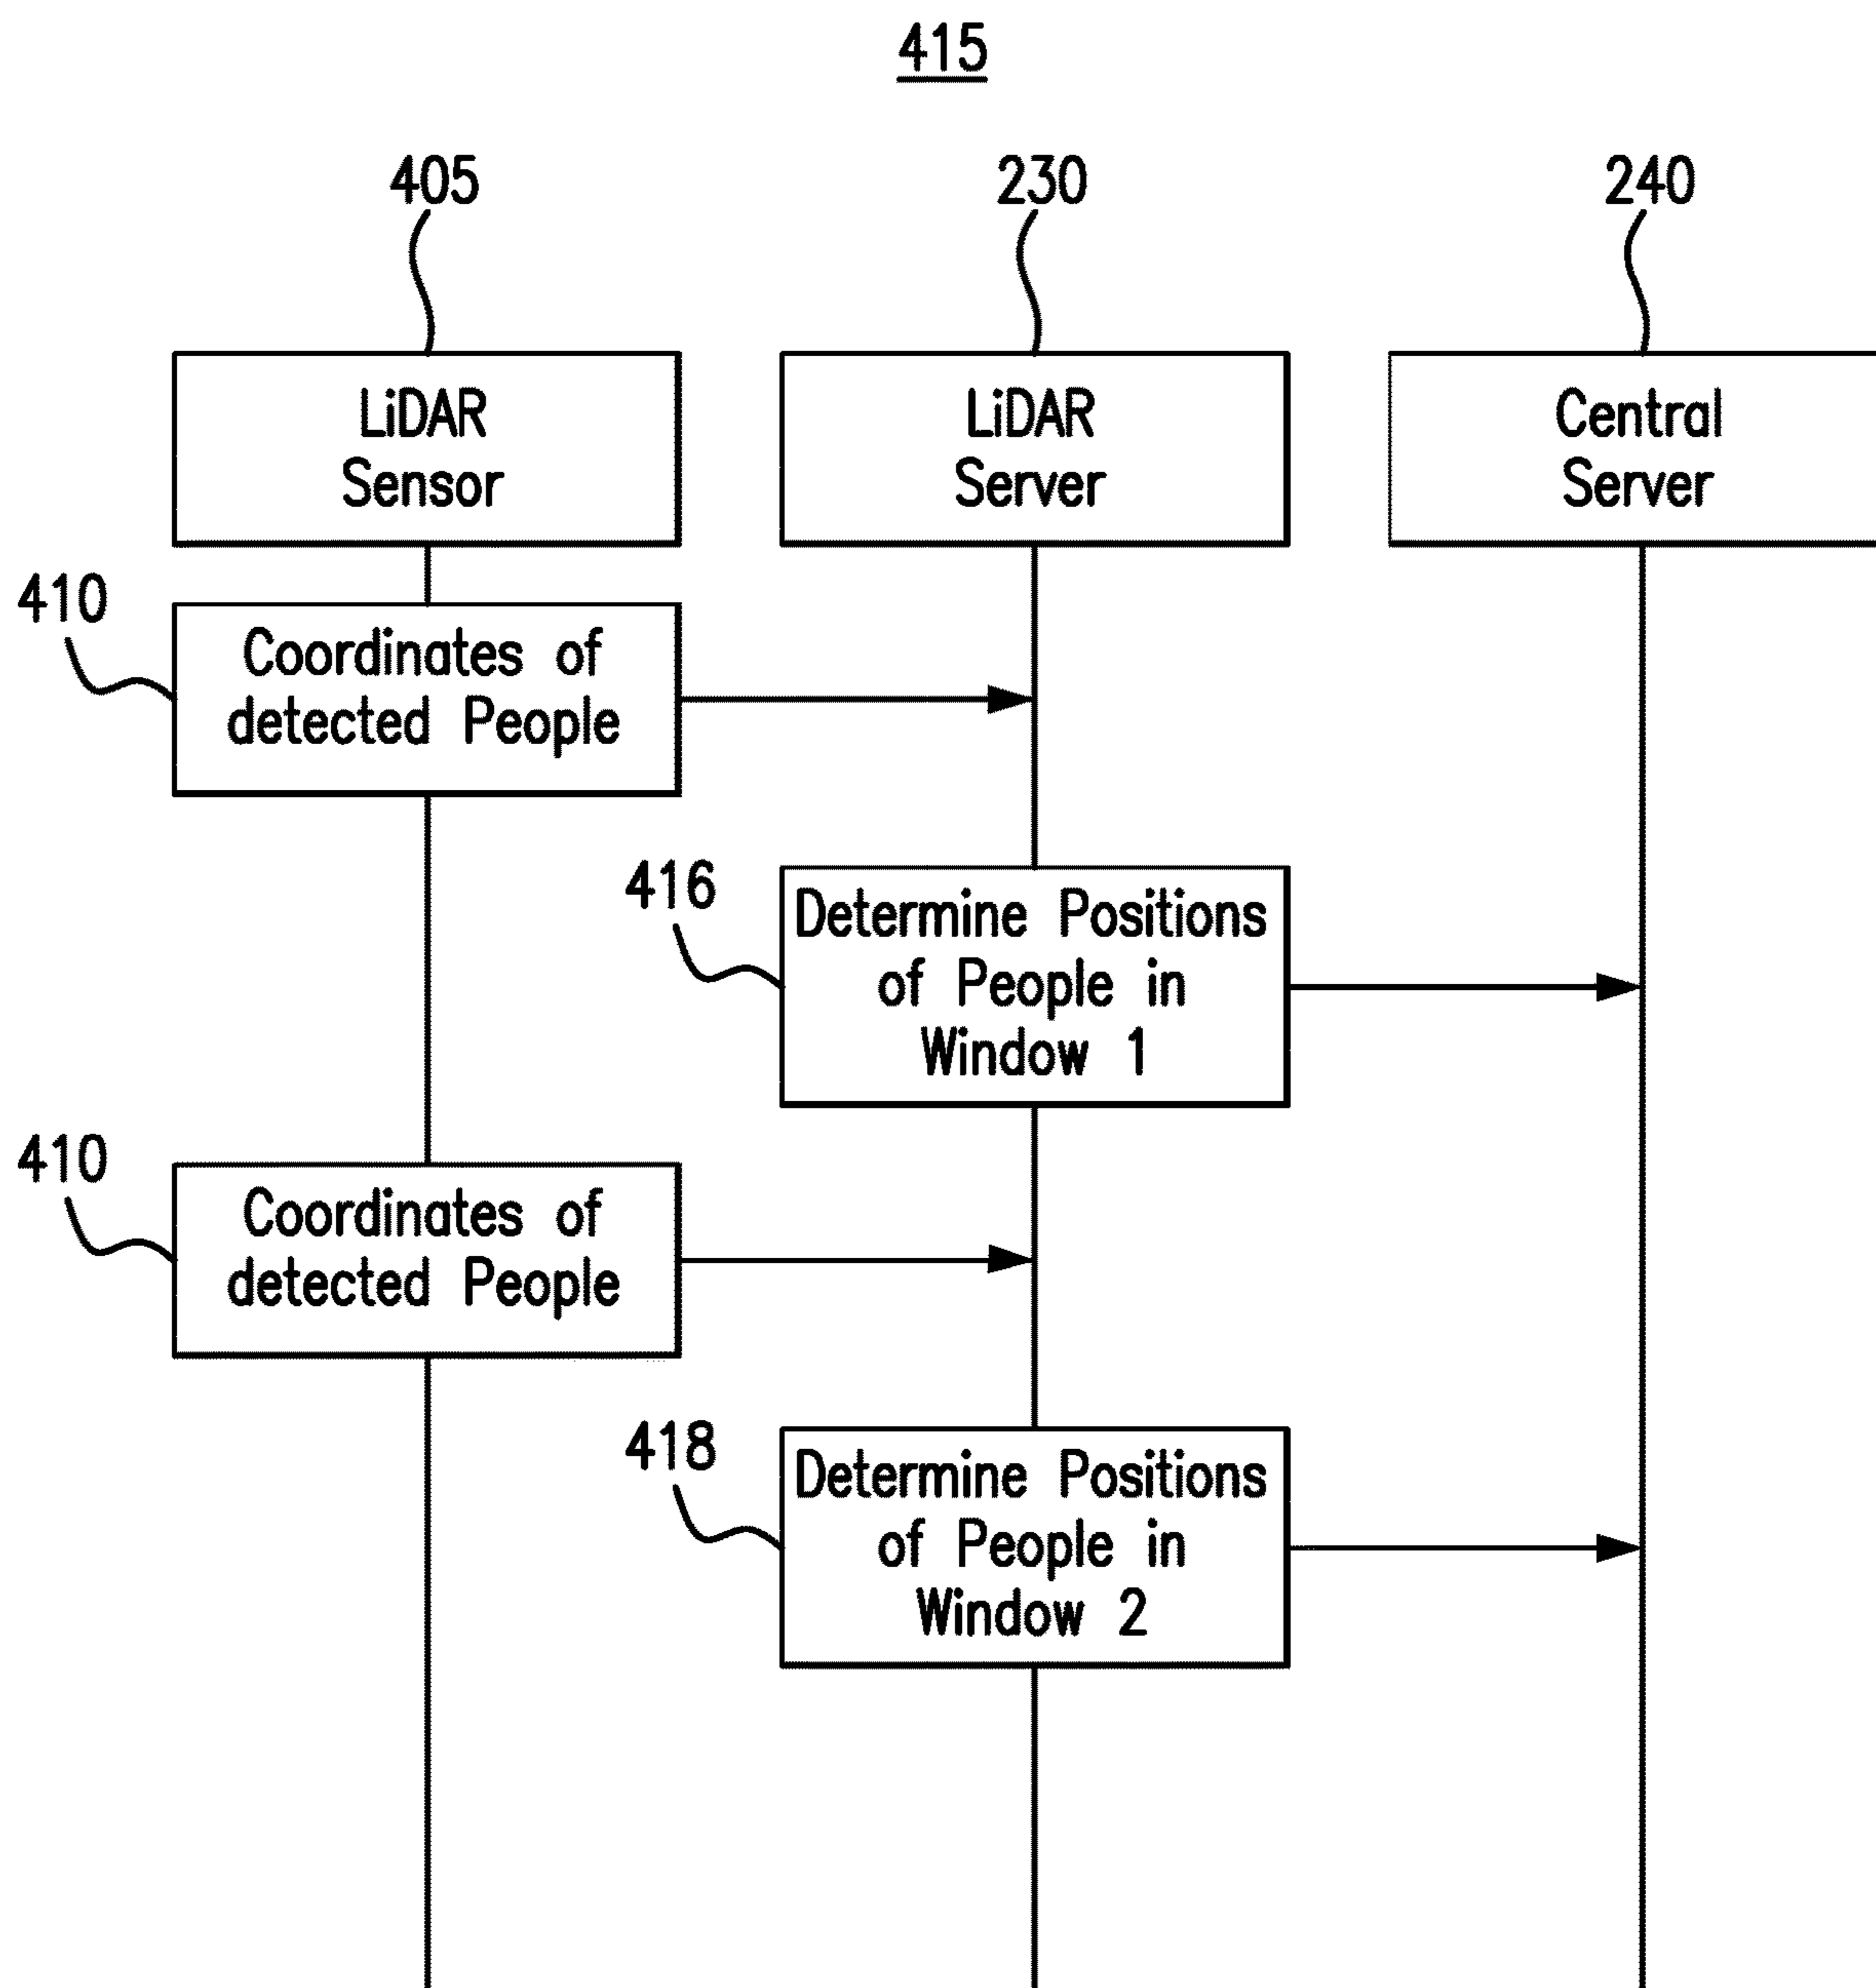 415
405
230
240
LiDAR
Sensor
LiDAR
Server
Central
Server
410
Coordinates of
detected People
416
Determine Positions
of People in
Window 1
410
Coordinates of
detected People
418
Determine Positions
of People in
Window 2